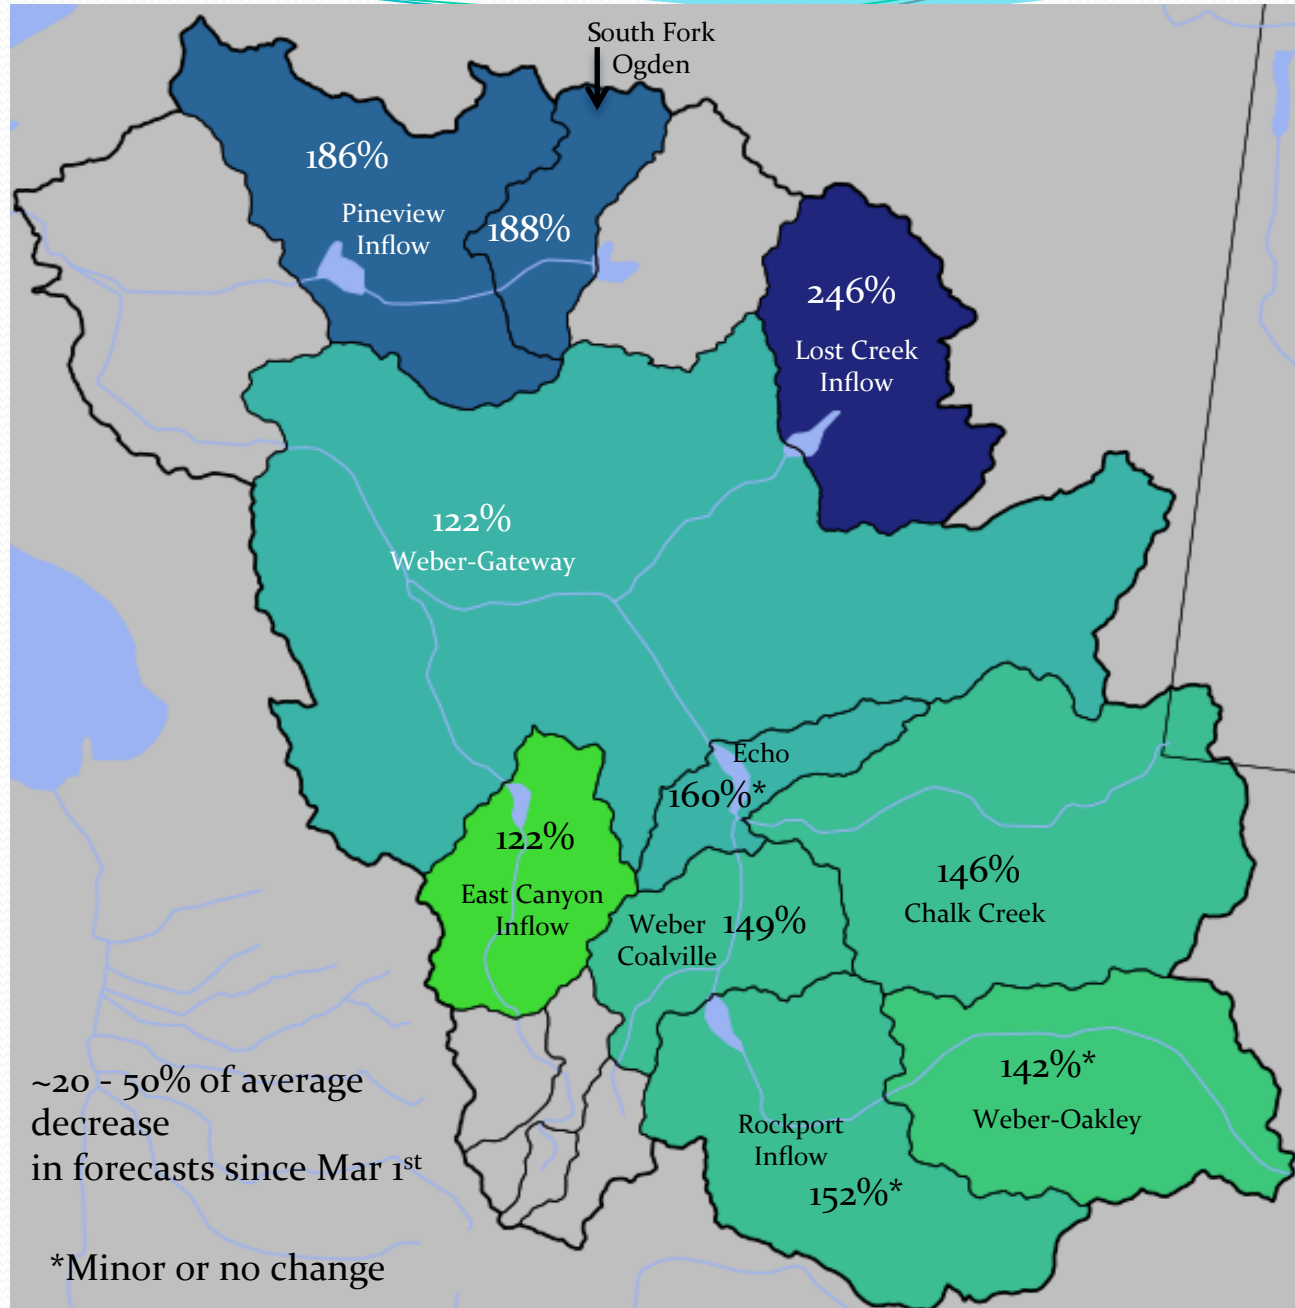 South Fork
Ogden
186%
Pineview
Inflow
188%
246%
Lost Creek
Inflow
122%
Weber-Gateway
Echo
160%*
122%
East Canyon
Inflow
146%
Chalk Creek
Weber
Coalville
149%
142%*
Weber-Oakley
Rockport
Inflow
152%*
~20 - 50% of average
decrease
in forecasts since Mar 1st
*Minor or no change